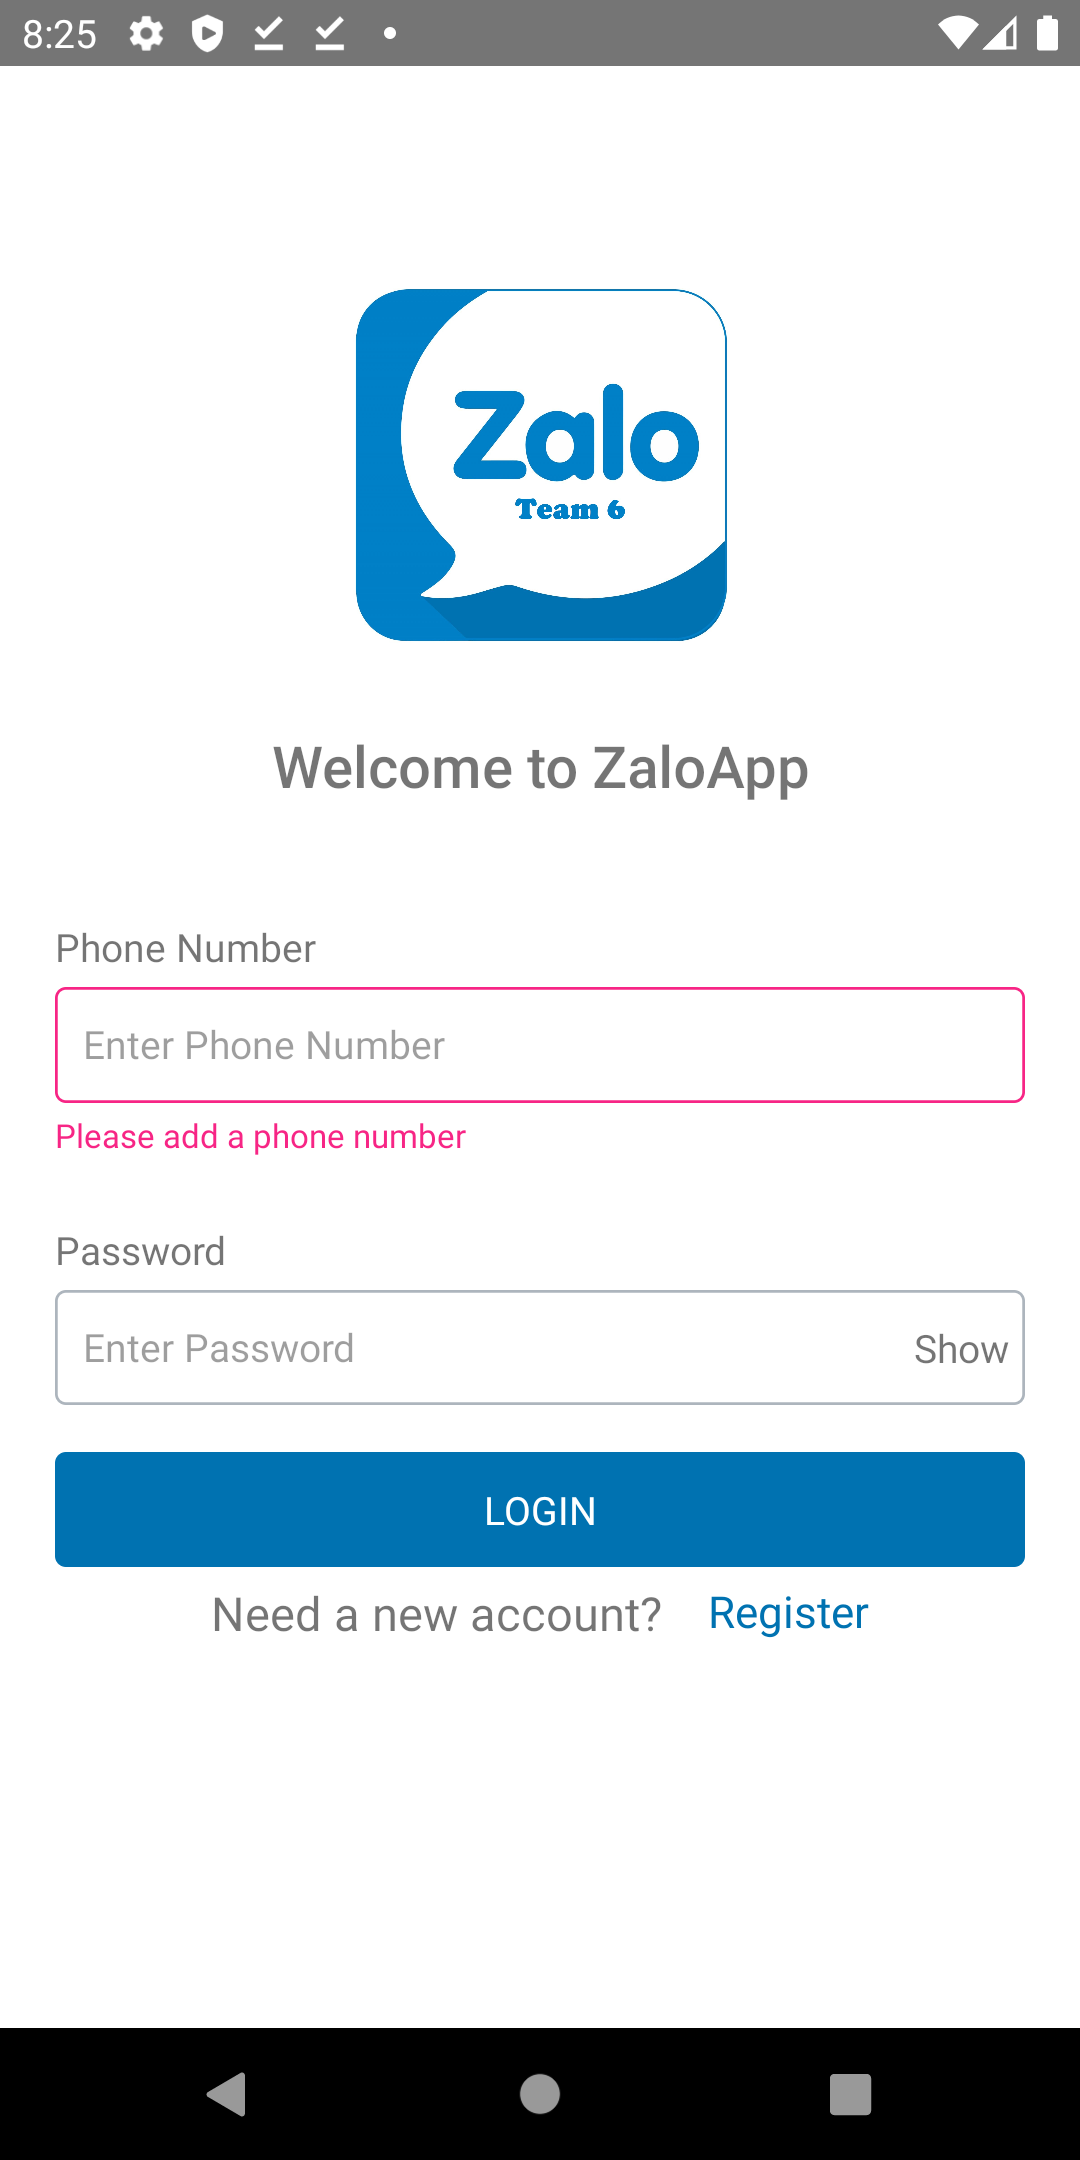 8:25
Zalo
Team 6
Welcome to ZaloApp
Phone Number
Enter Phone Number
Please add a phone number
Password
Enter Password Show
LOGIN
Need a new account? Register